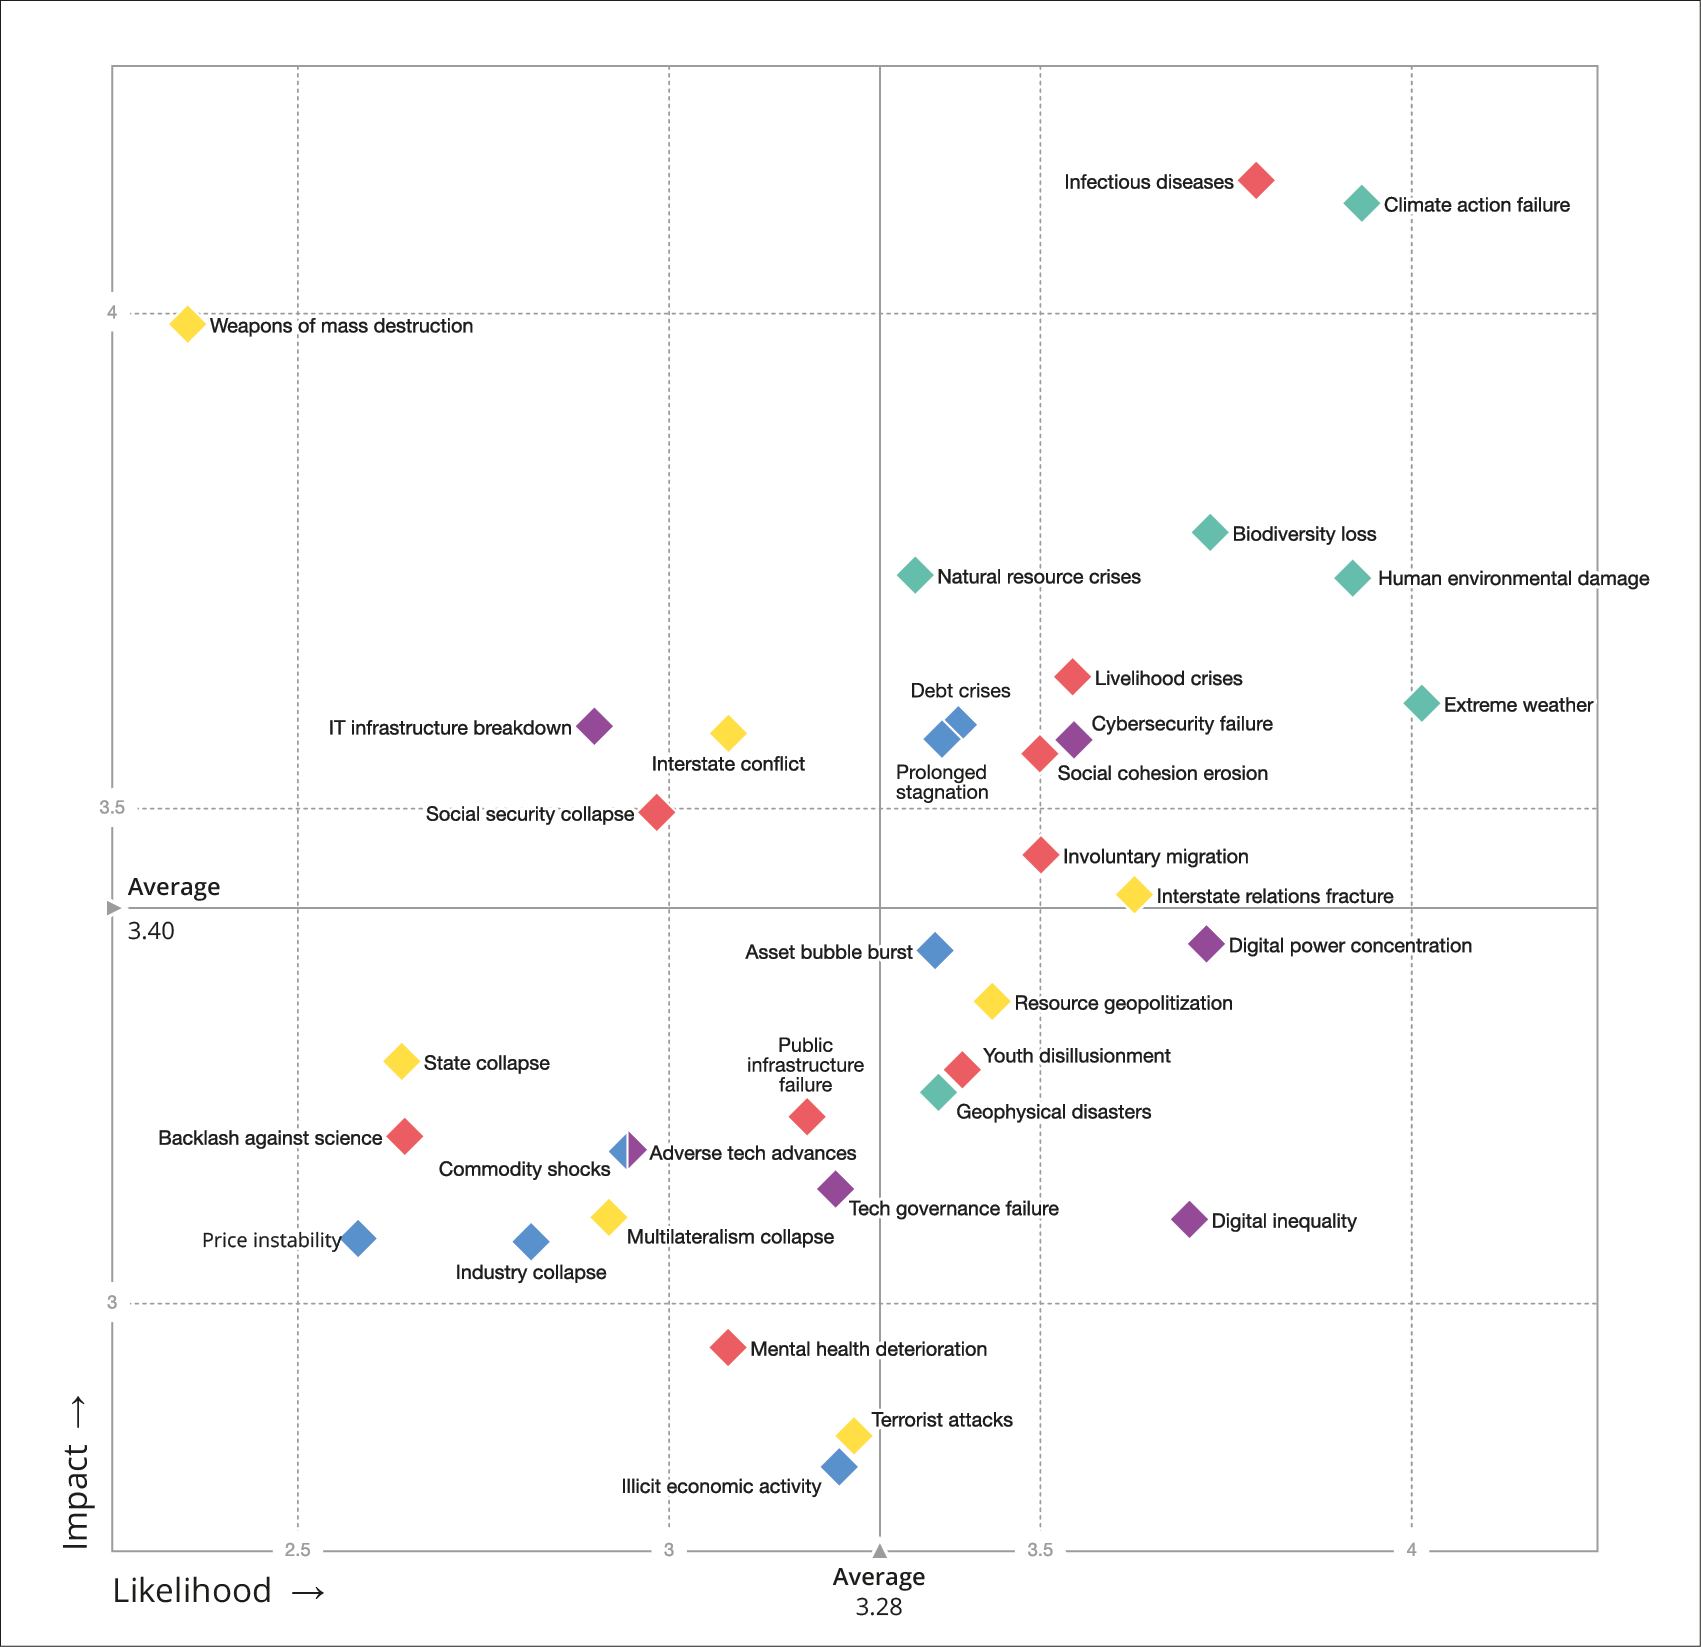 Infectious diseases
Climate action failure
4
Weapons of mass destruction
Biodiversity loss
Natural resource crises
Human environmental damage
Livelihood crises
Debt crises
Extreme weather
IT infrastructure breakdown
Cybersecurity failure
Interstate conflict
Prolonged
stagnation
Social cohesion erosion
3.5
Social security collapse
Involuntary migration
Average
3.40
Interstate relations fracture
Digital power concentration
Asset bubble burst
Resource geopolitization
Public
infrastructure
failure
Youth disillusionment
State collapse
Geophysical disasters
Backlash against science
Adverse tech advances
Commodity shocks
Tech governance failure
Digital inequality
Multilateralism collapse
Price instability
Industry collapse
3
Mental health deterioration
Terrorist attacks
Illicit economic activity
Impact →
2.5
3
3.5
4
Likelihood →
Average
3.28